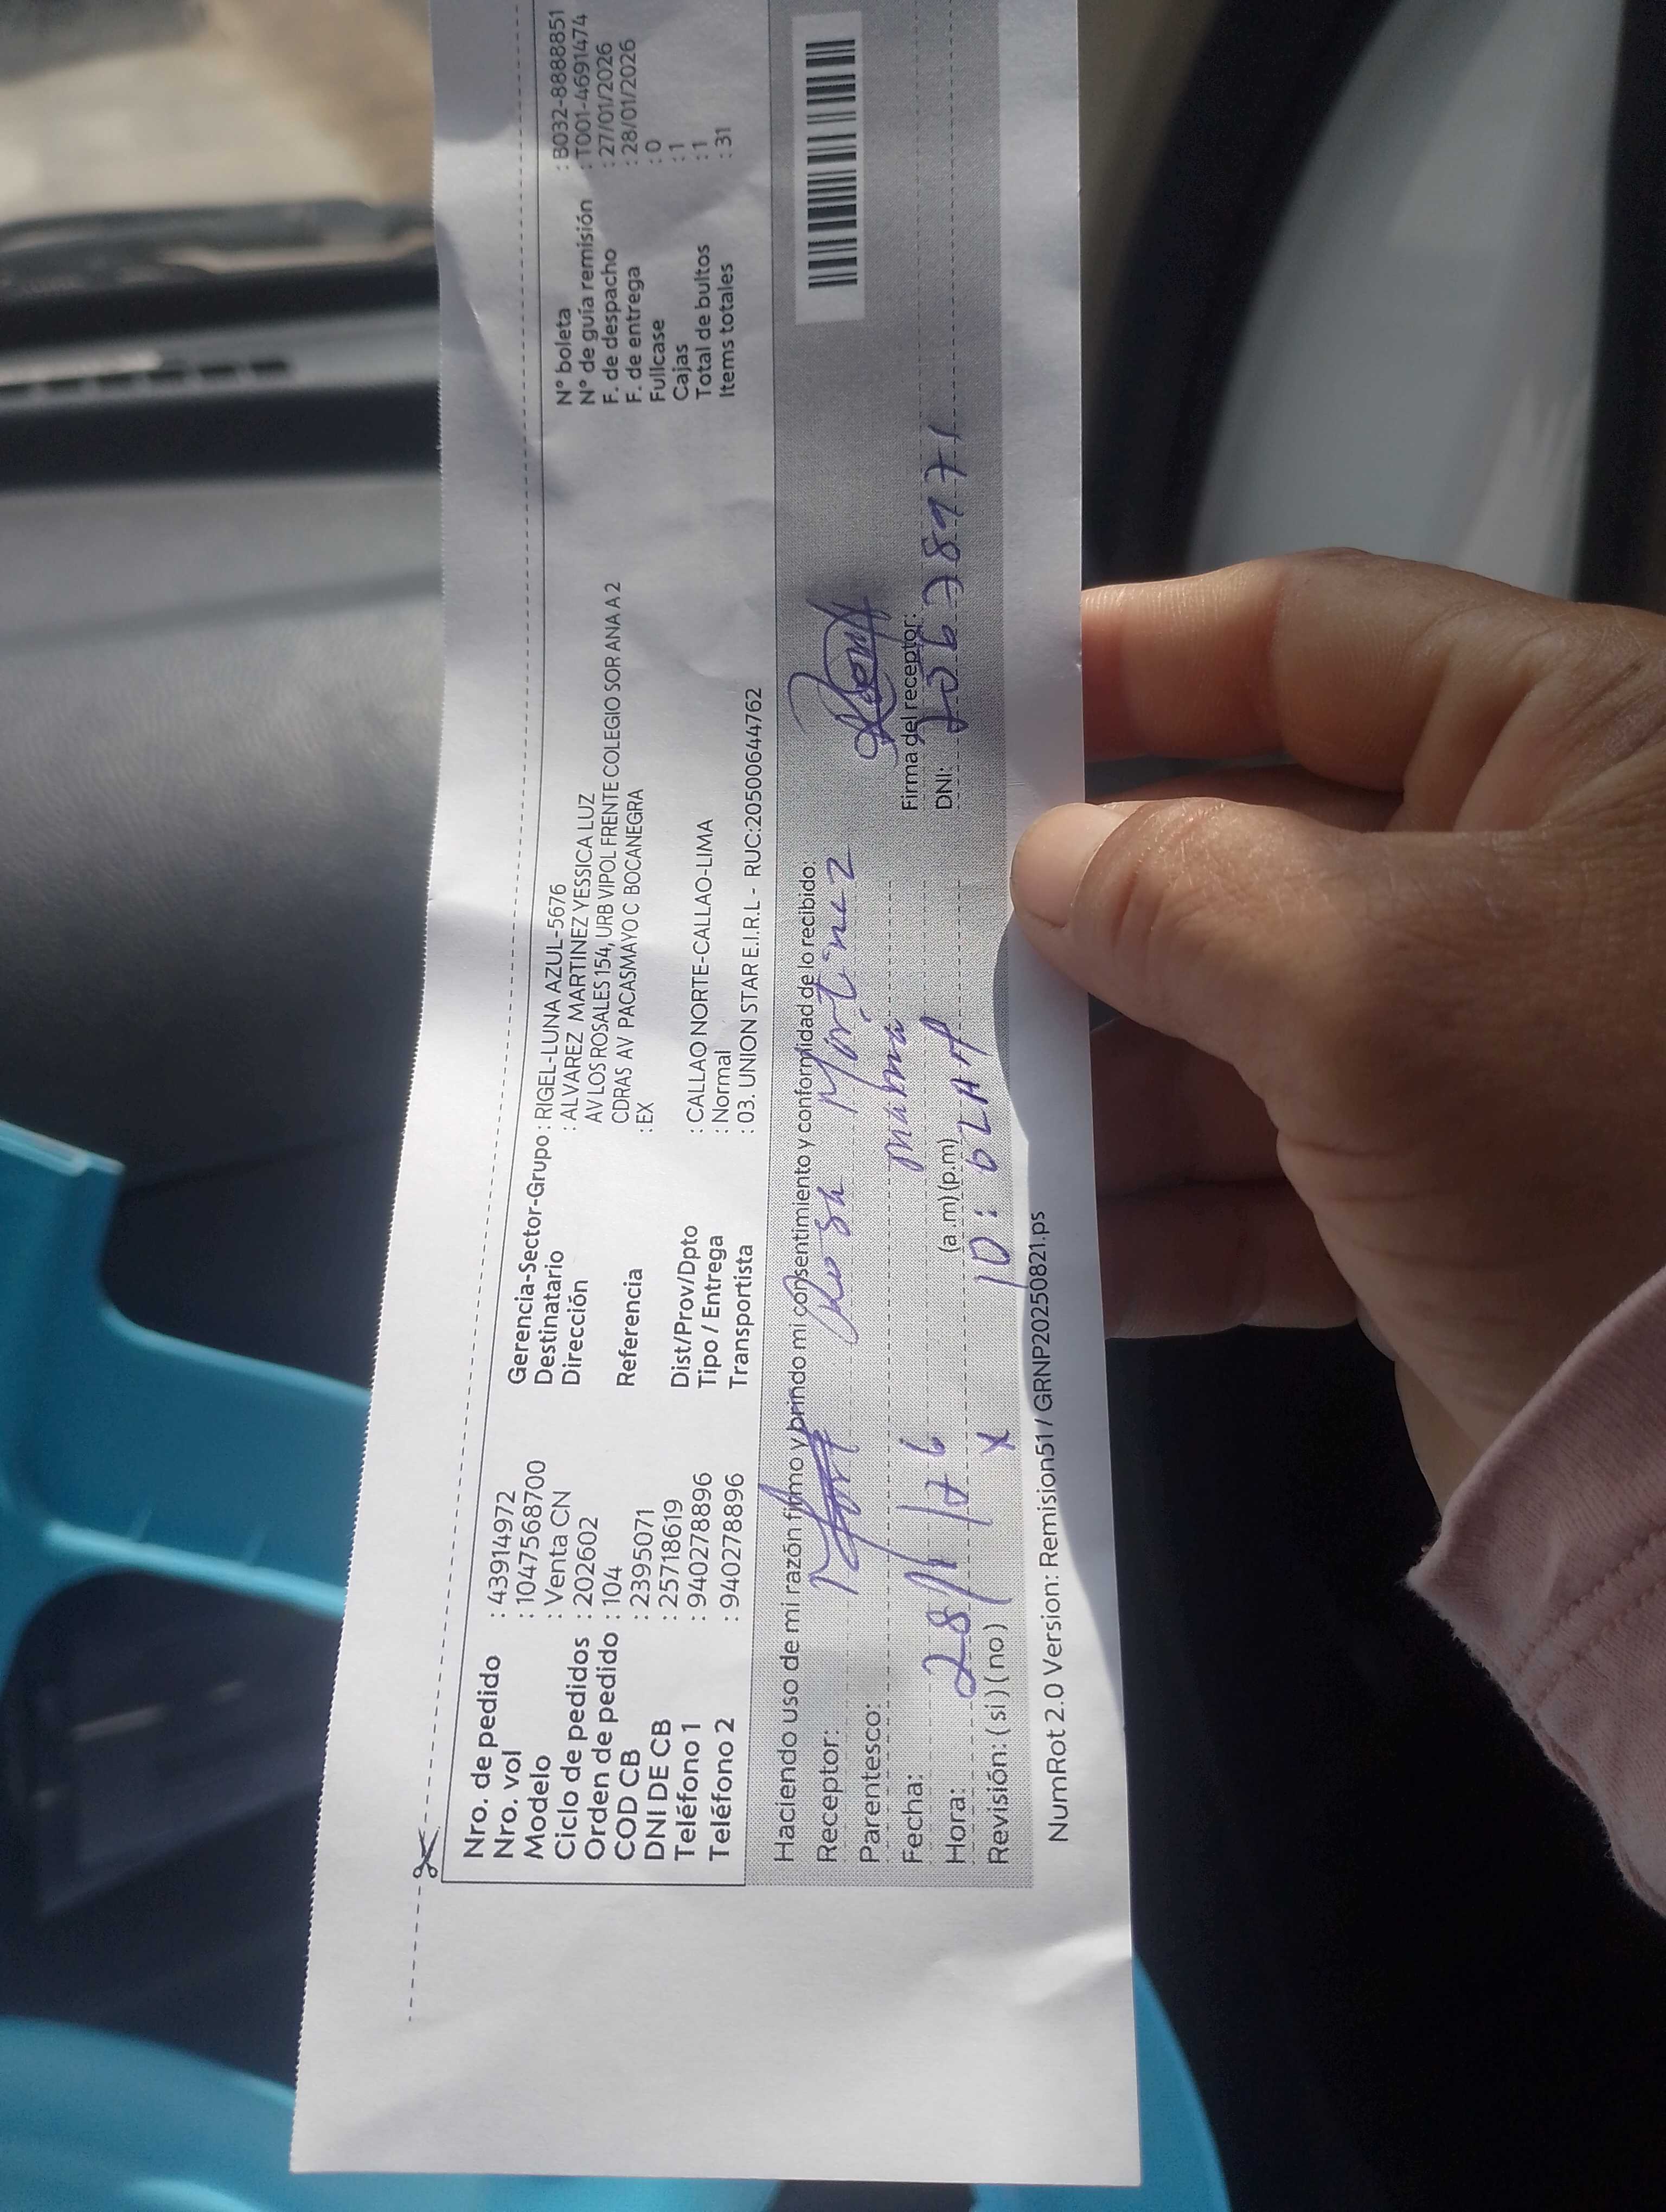 Nro. de pedido : 43914972
Nro. vol : 10475668700
Modelo : Venta CN
Ciclo de pedidos : 202602
Orden de pedido : 104
COD CB : 2395071
DNI DE CB : 25718619
Teléfono 1 : 940278896
Teléfono 2 : 940278896
Gerencia-Sector-Grupo : RIGEL-LUNA AZUL-5676
Destinatario : ALVAREZ MARTINEZ YESSICA LUZ
Dirección AV LOS ROSALES 154, URB VIPOL FRENTE COLEGIO SOR ANA A 2
CDRAS AV PACASMAYO C BOCANEGRA
Referencia : EX
Dist/Prov/Dpto : CALLAO NORTE-CALLAO-LIMA
Tipo / Entrega : Normal
Transportista : 03. UNION STAR E.I.R.L - RUC:20500644762
N° boleta : B032-8888851
N° de guía remisión : T001-4691474
F. de despacho : 27/01/2026
F. de entrega : 28/01/2026
Fullcase : 0
Cajas : 1
Total de bultos : 1
Items totales : 31
Haciendo uso de mi razón firmo y brindo mi consentimiento y conformidad de lo recibido:
Receptor: Rosa Martinez
Parentesco: mama
Fecha: 28/1/26
Hora: (a .m) (p.m) 10:02 AM
Revisión: (si) (no) x
Firma del receptor:
DNI:
NumRot 2.0 Version: Remision51 / GRNP20250821.ps